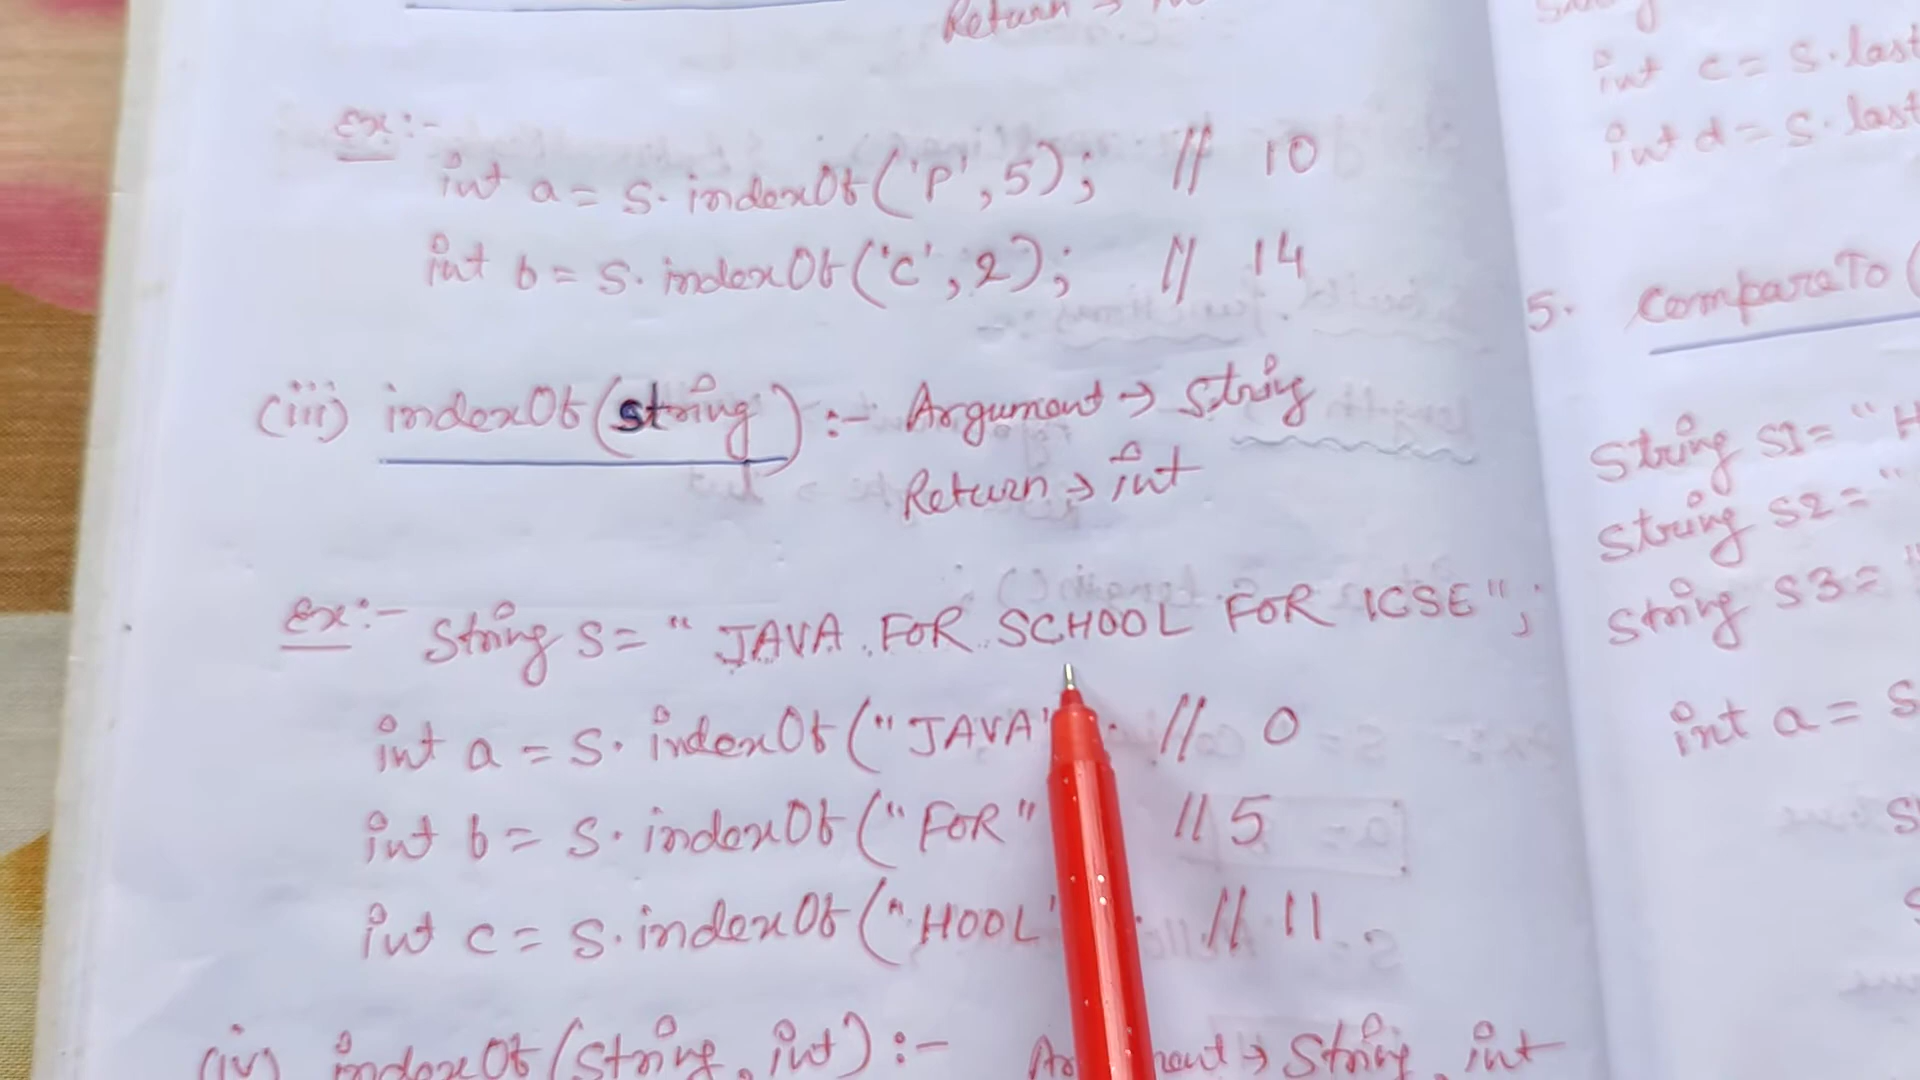 Return →
Ex :-
int a = s. indexOf('P', 5); // 10
int b = s. indexOf('C', 2); // 14
(iii) indexOf(string) :- Argument → String
Return → int
Ex :- String s = " JAVA FOR SCHOOL FOR ICSE ";
int a = s. indexOf("JAVA" // 0
int b = s. indexOf("FOR" // 5
int c = s. indexOf("HOOL" // 11
(iv) indexOf(String, int) :- → String, int
int c = s. last
int d = s. last
5. CompareTo (
String S1 = " H
String S2 = "
String S3 = "
int a = s